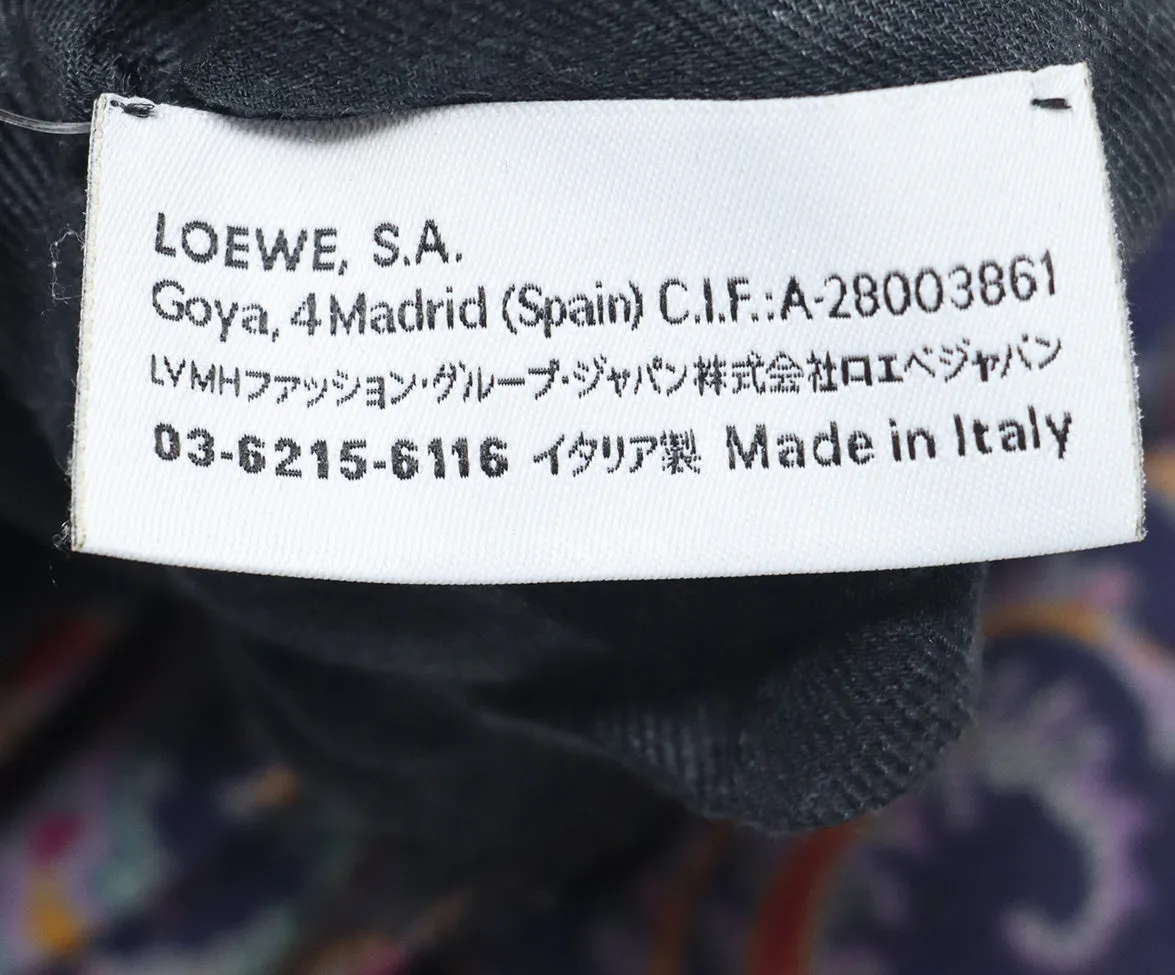 LOEWE, S.A.
Goya, 4 Madrid (Spain) C.I.F.: A-28003861
LVMHファッション・グループ・ジャパン株式会社ロエベジャパン
03-6215-6116 イタリア製 Made in Italy